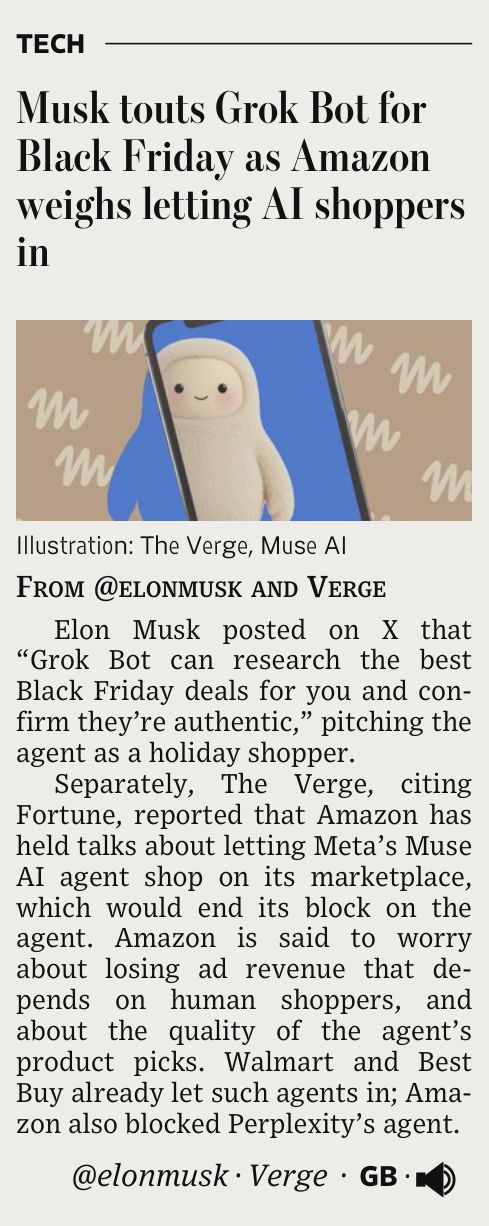 TECH
Musk touts Grok Bot for
Black Friday as Amazon
weighs letting AI shoppers
in
Illustration: The Verge, Muse AI
FROM @ELONMUSK AND VERGE
Elon Musk posted on X that
“Grok Bot can research the best
Black Friday deals for you and con-
firm they’re authentic,” pitching the
agent as a holiday shopper.
Separately, The Verge, citing
Fortune, reported that Amazon has
held talks about letting Meta’s Muse
AI agent shop on its marketplace,
which would end its block on the
agent. Amazon is said to worry
about losing ad revenue that de-
pends on human shoppers, and
about the quality of the agent’s
product picks. Walmart and Best
Buy already let such agents in; Ama-
zon also blocked Perplexity’s agent.
@elonmusk · Verge · GB ·